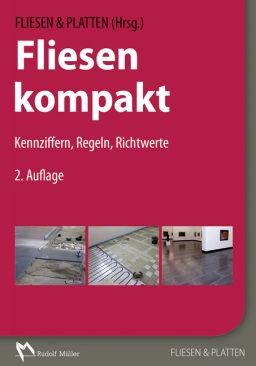 FLIESEN & PLATTEN (Hrsg.)
Fliesen
kompakt
Kennziffern, Regeln, Richtwerte
2. Auflage
Rudolf Müller
FLIESEN & PLATTEN